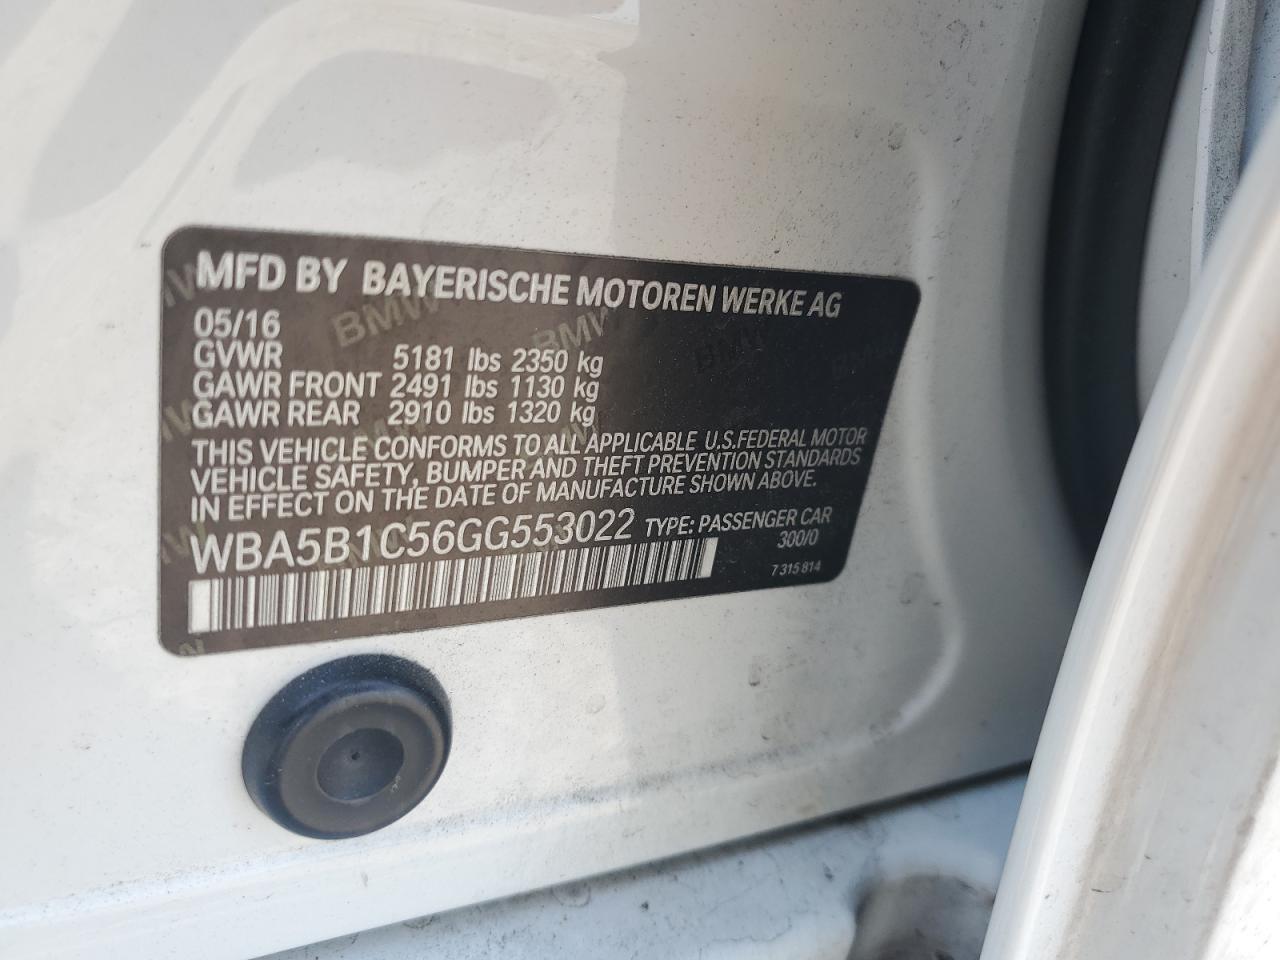 MFD BY BAYERISCHE MOTOREN WERKE AG
05/16
GVWR 5181 lbs 2350 kg
GAWR FRONT 2491 lbs 1130 kg
GAWR REAR 2910 lbs 1320 kg
THIS VEHICLE CONFORMS TO ALL APPLICABLE U.S.FEDERAL MOTOR
VEHICLE SAFETY, BUMPER AND THEFT PREVENTION STANDARDS
IN EFFECT ON THE DATE OF MANUFACTURE SHOWN ABOVE.
WBA5B1C56GG553022 TYPE: PASSENGER CAR
300/0
7 315 814